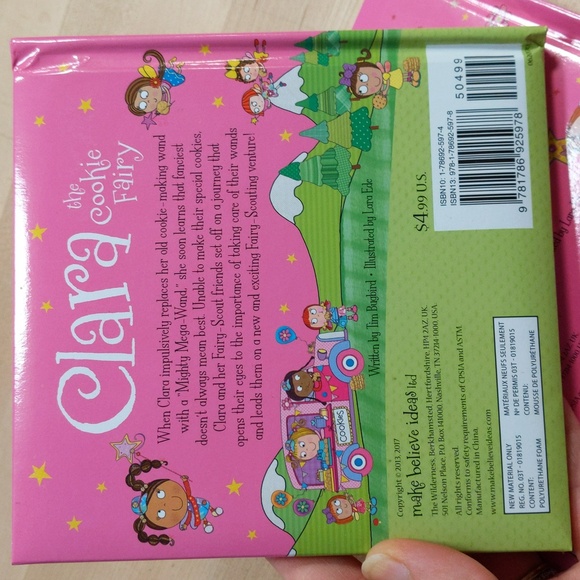 Clara
the
Cookie
Fairy
When Clara impulsively replaces her old cookie-making wand
with a "Mighty Mega-Wand," she soon learns that fanciest
doesn't always mean best. Unable to make their special cookies,
Clara and her Fairy-Scout friends set off on a journey that
opens their eyes to the importance of taking care of their wands
and leads them on a new and exciting Fairy-Scouting venture!
COOKIES
Written by Tim Bugbird • Illustrated by Lara Ede
Copyright © 2013, 2017
make believe ideas ltd
The Wilderness, Berkhamsted, Hertfordshire, HP4 2AZ, UK.
501 Nelson Place, P.O. Box 141000, Nashville, TN 37214-1000, USA.
All rights reserved.
Conforms to safety requirements of CPSIA and ASTM.
Manufactured in China.
www.makebelieveideas.com
NEW MATERIAL ONLY
REG. NO. 03T - 01819015
CONTENT:
POLYURETHANE FOAM
MATÉRIAUX NEUFS SEULEMENT
Nº DE PERMIS 03T - 01819015
CONTENU:
MOUSSE DE POLYURETHANE
$4.99 U.S.
ISBN10: 1-78692-597-4
ISBN13: 978-1-78692-597-8
9 781786 925978
50499